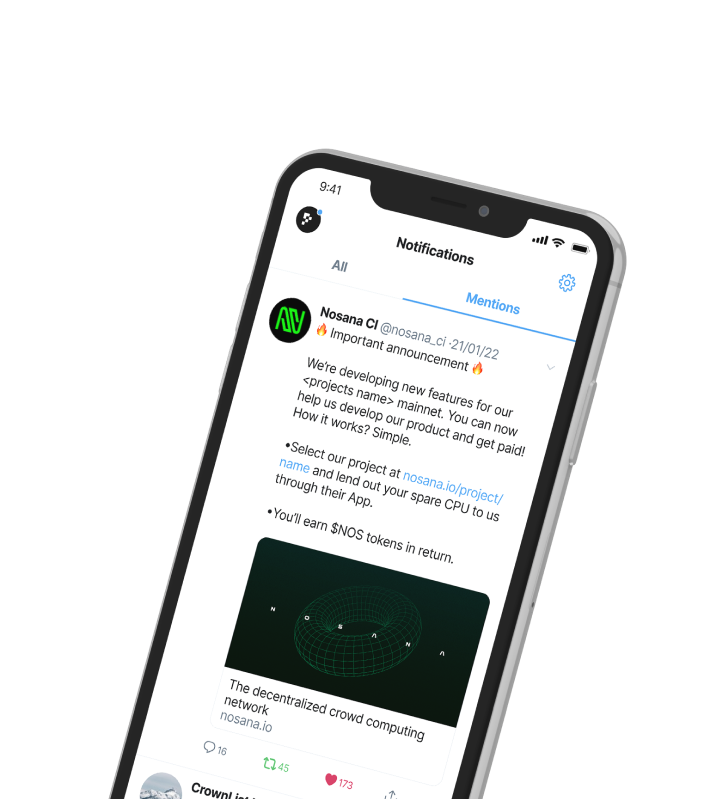 9:41
Notifications
All
Mentions
Nosana CI @nosana_ci ·21/01/22
🔥 Important announcement 🔥
We're developing new features for our
<projects name> mainnet. You can now
help us develop our product and get paid!
How it works? Simple.
•Select our project at nosana.io/project/
name and lend out your spare CPU to us
through their App.
•You'll earn $NOS tokens in return.
N O S A N A
The decentralized crowd computing
network
nosana.io
16
45
173